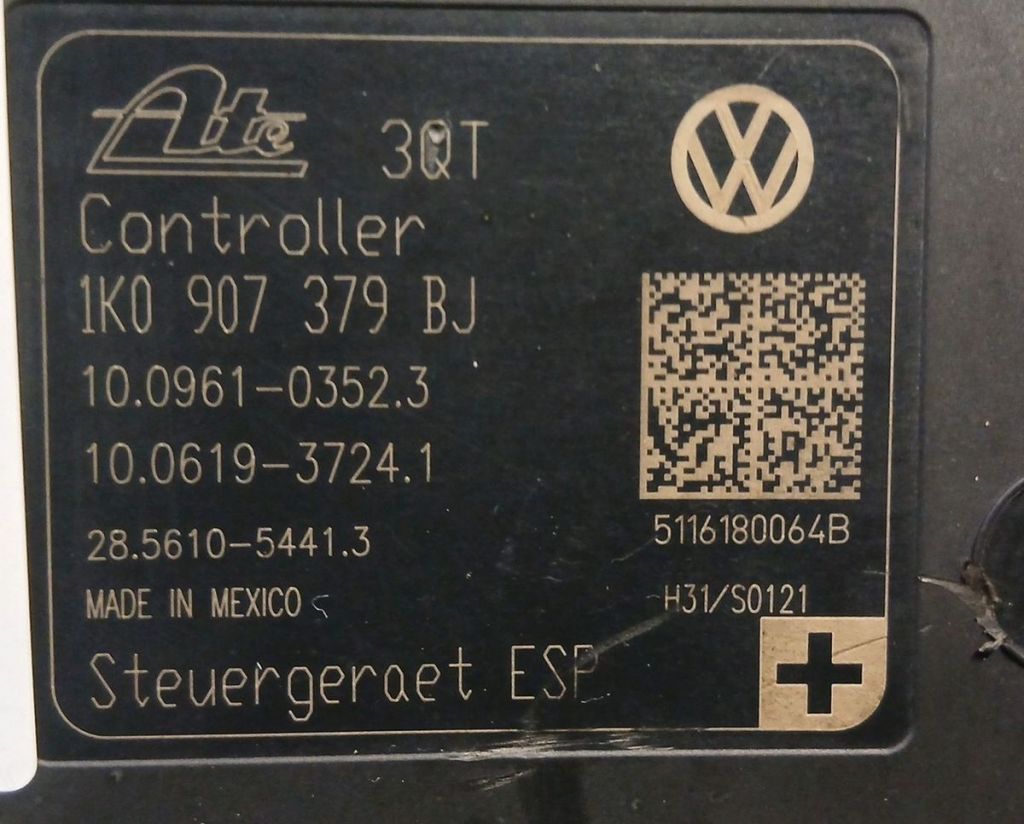 Ate 3QT
Controller
1K0 907 379 BJ
10.0961-0352.3
10.0619-3724.1
28.5610-5441.3
MADE IN MEXICO
Steuergeraet ESP
5116180064B
H31/S0121